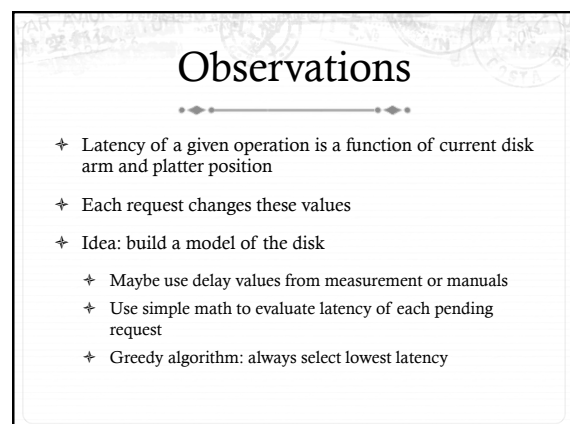 Observations
Latency of a given operation is a function of current disk
arm and platter position
Each request changes these values
Idea: build a model of the disk
Maybe use delay values from measurement or manuals
Use simple math to evaluate latency of each pending
request
Greedy algorithm: always select lowest latency